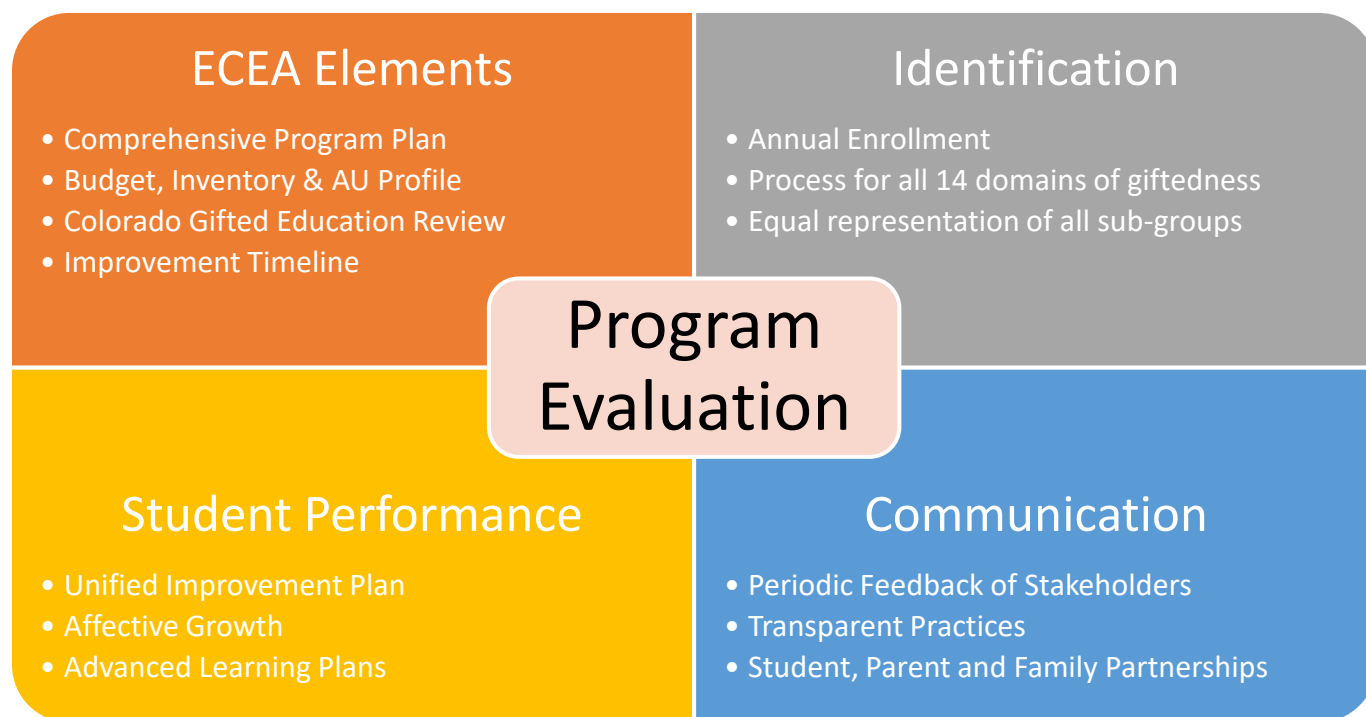 ECEA Elements
• Comprehensive Program Plan
• Budget, Inventory & AU Profile
• Colorado Gifted Education Review
• Improvement Timeline
Identification
• Annual Enrollment
• Process for all 14 domains of giftedness
• Equal representation of all sub-groups
Program
Evaluation
Student Performance
• Unified Improvement Plan
• Affective Growth
• Advanced Learning Plans
Communication
• Periodic Feedback of Stakeholders
• Transparent Practices
• Student, Parent and Family Partnerships